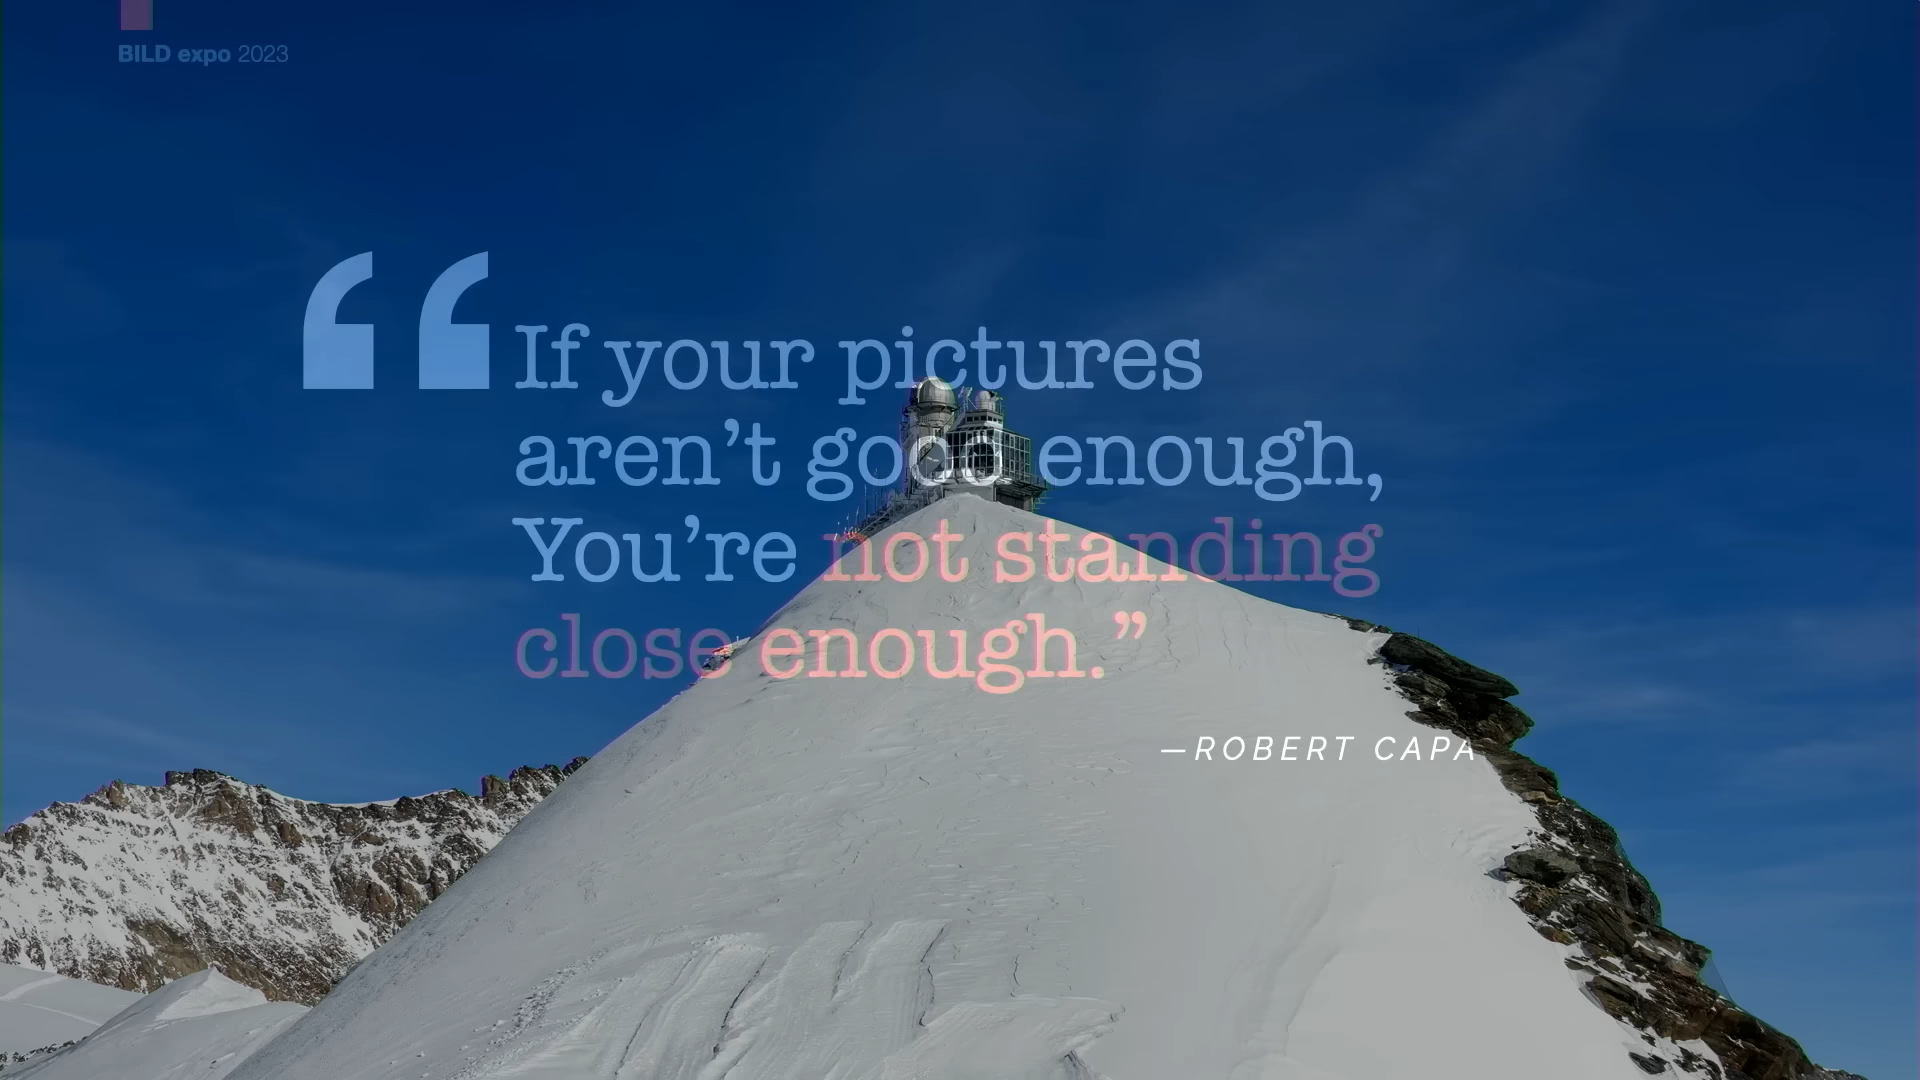 BILD expo 2023
“If your pictures
aren’t good enough,
You’re not standing
close enough.”
—ROBERT CAPA